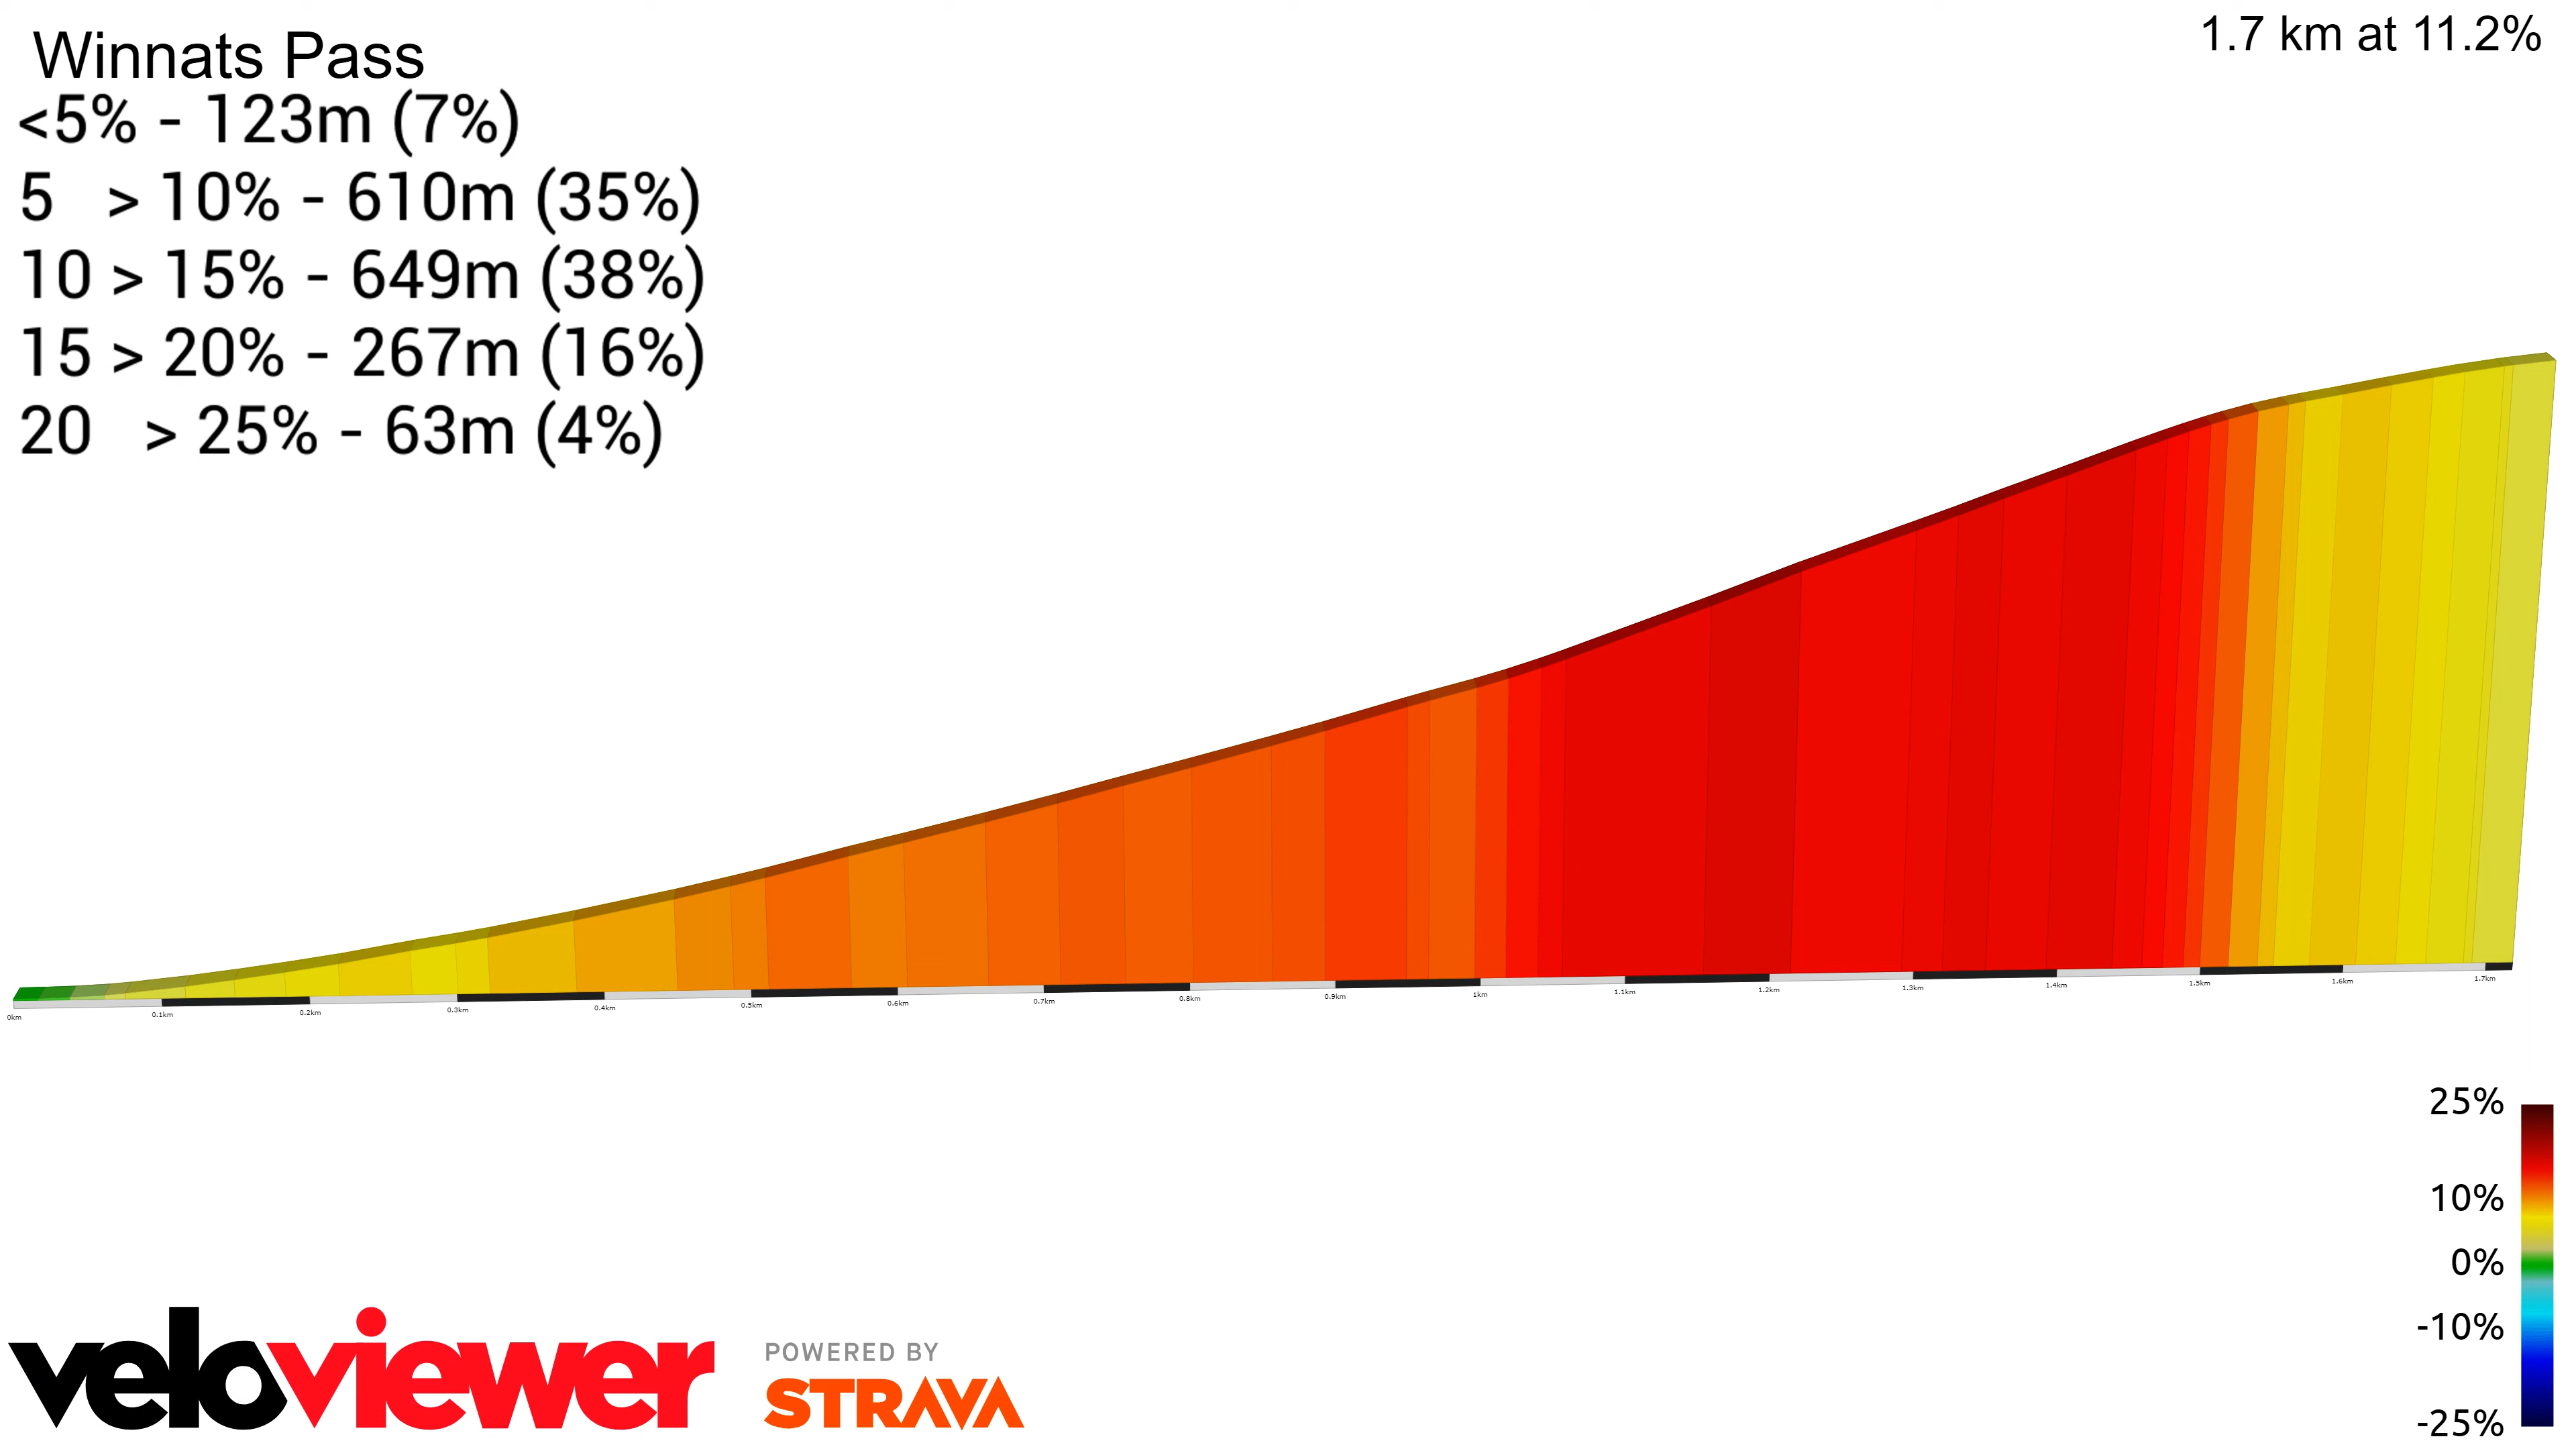 Winnats Pass
1.7 km at 11.2%
<5% - 123m (7%)
5 > 10% - 610m (35%)
10 > 15% - 649m (38%)
15 > 20% - 267m (16%)
20 > 25% - 63m (4%)
0km
0.1km
0.2km
0.3km
0.4km
0.5km
0.6km
0.7km
0.8km
0.9km
1km
1.1km
1.2km
1.3km
1.4km
1.5km
1.6km
1.7km
25%
10%
0%
-10%
-25%
veloviewer
POWERED BY
STRAVA